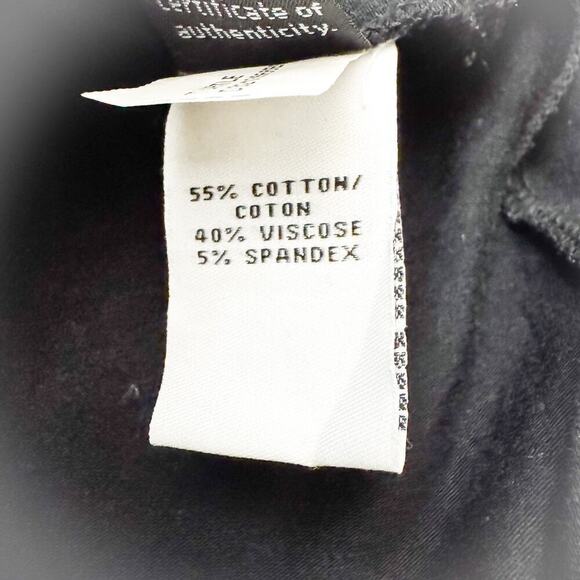 certificate of
authenticity.
55% COTTON/
COTON
40% VISCOSE
5% SPANDEX